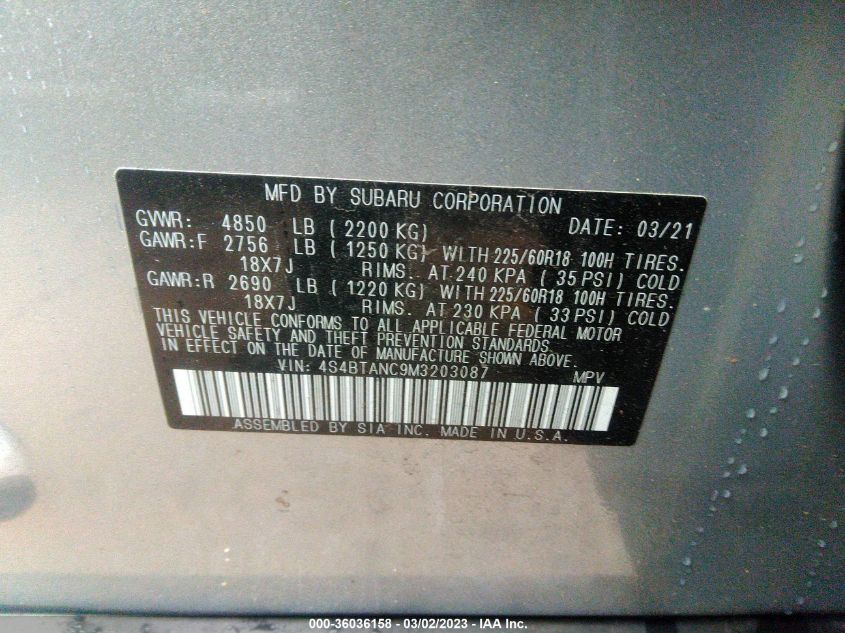 MFD BY SUBARU CORPORATION
GVWR: 4850 LB ( 2200 KG) DATE: 03/21
GAWR:F 2756 LB ( 1250 KG) WITH 225/60R18 100H TIRES.
18X7J RIMS. AT 240 KPA ( 35 PSI) COLD
GAWR:R 2690 LB ( 1220 KG) WITH 225/60R18 100H TIRES.
18X7J RIMS. AT 230 KPA ( 33 PSI) COLD
THIS VEHICLE CONFORMS TO ALL APPLICABLE FEDERAL MOTOR
VEHICLE SAFETY AND THEFT PREVENTION STANDARDS
IN EFFECT ON THE DATE OF MANUFACTURE SHOWN ABOVE.
VIN: 4S4BTANC9M3203087 MPV
ASSEMBLED BY SIA INC. MADE IN U.S.A.
000-36036158 — 03/02/2023 — IAA Inc.